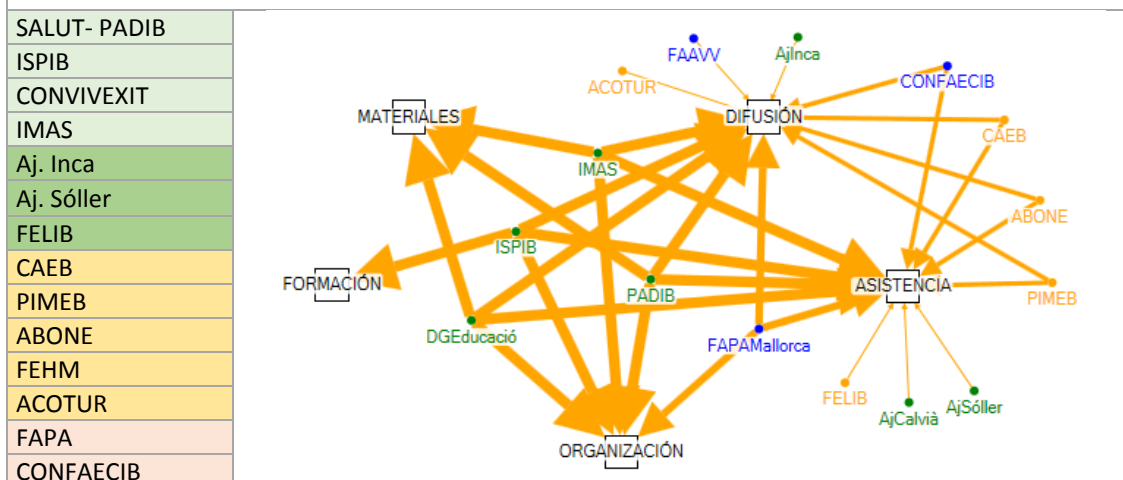 SALUT- PADIB
ISPIB
CONVIVEXIT
IMAS
Aj. Inca
Aj. Sóller
FELIB
CAEB
PIMEB
ABONE
FEHM
ACOTUR
FAPA
CONFAECIB
FAAVV
AjInca
ACOTUR
CONFAECIB
MATERIALES
DIFUSIÓN
CAEB
IMAS
ABONE
ISPIB
FORMACIÓN
PADIB
ASISTENCIA
PIMEB
DGEducació
FAPAMallorca
FELIB
AjCalvià
AjSóller
ORGANIZACIÓN